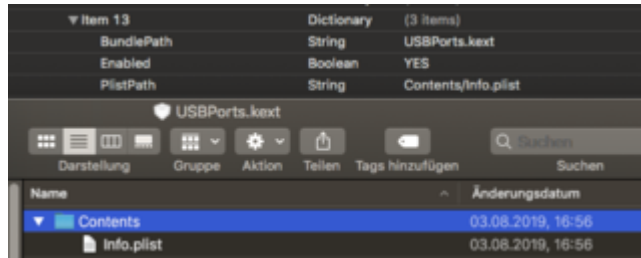 ▼ Item 13 Dictionary (3 items)
BundlePath String USBPorts.kext
Enabled Boolean YES
PlistPath String Contents/Info.plist
USBPorts.kext
Darstellung Gruppe Aktion Teilen Tags hinzufügen Suchen
Suchen
Name Änderungsdatum
Contents 03.08.2019, 16:56
Info.plist 03.08.2019, 16:56